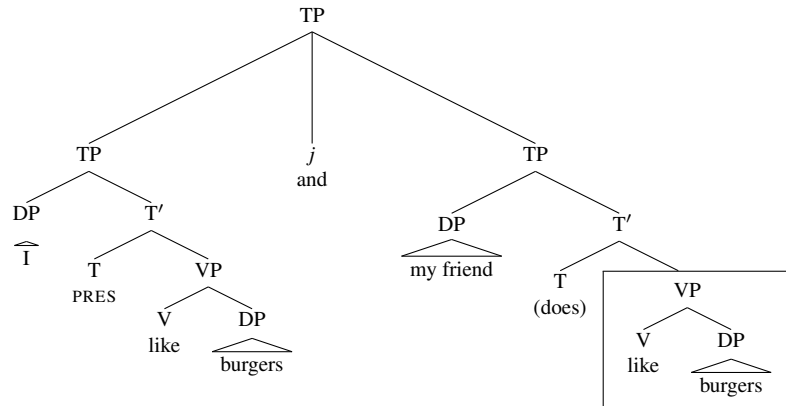 TP
TP j TP
and
DP T′ DP T′
I my friend
T VP T VP
PRES (does)
V DP V DP
like burgers like burgers